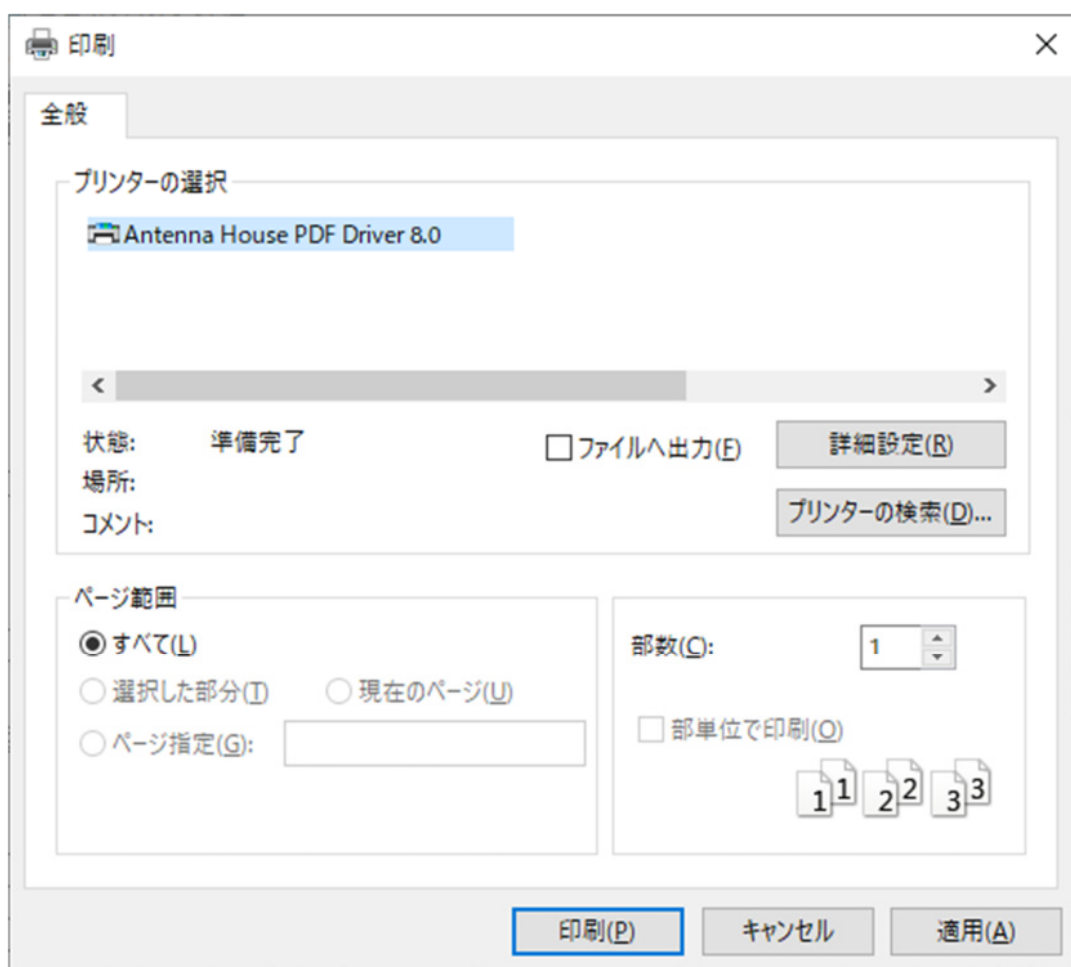 印刷
全般
プリンターの選択
Antenna House PDF Driver 8.0
状態: 準備完了
ファイルへ出力(F)
詳細設定(R)
場所:
プリンターの検索(D)...
コメント:
ページ範囲
すべて(L)
選択した部分(T) 現在のページ(U)
ページ指定(G):
部数(C): 1
部単位で印刷(O)
1 1 2 2 3 3
印刷(P) キャンセル 適用(A)